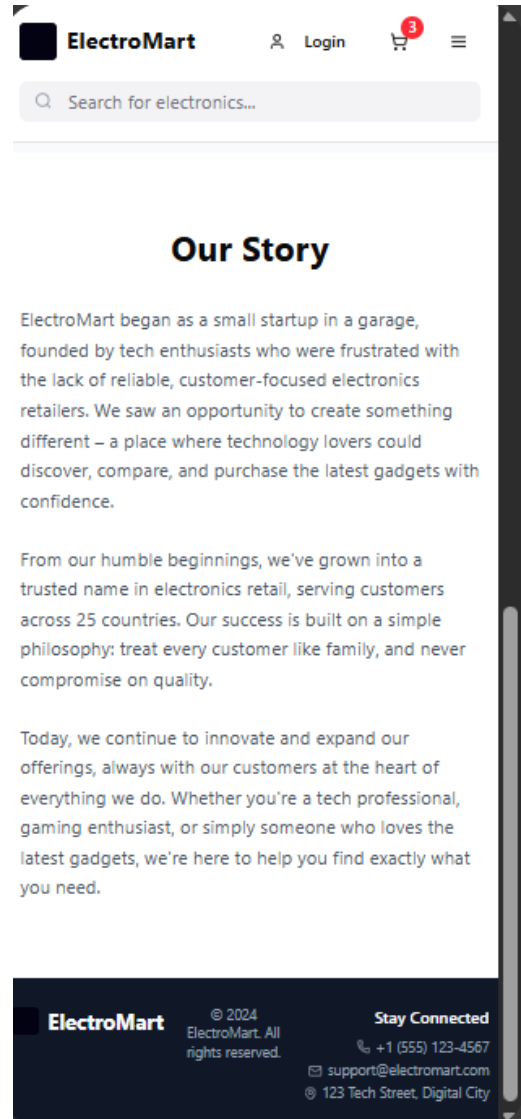 ElectroMart
Login
3
Search for electronics...
Our Story
ElectroMart began as a small startup in a garage,
founded by tech enthusiasts who were frustrated with
the lack of reliable, customer-focused electronics
retailers. We saw an opportunity to create something
different – a place where technology lovers could
discover, compare, and purchase the latest gadgets with
confidence.
From our humble beginnings, we've grown into a
trusted name in electronics retail, serving customers
across 25 countries. Our success is built on a simple
philosophy: treat every customer like family, and never
compromise on quality.
Today, we continue to innovate and expand our
offerings, always with our customers at the heart of
everything we do. Whether you're a tech professional,
gaming enthusiast, or simply someone who loves the
latest gadgets, we're here to help you find exactly what
you need.
ElectroMart
© 2024
ElectroMart. All
rights reserved.
Stay Connected
+1 (555) 123-4567
support@electromart.com
123 Tech Street, Digital City